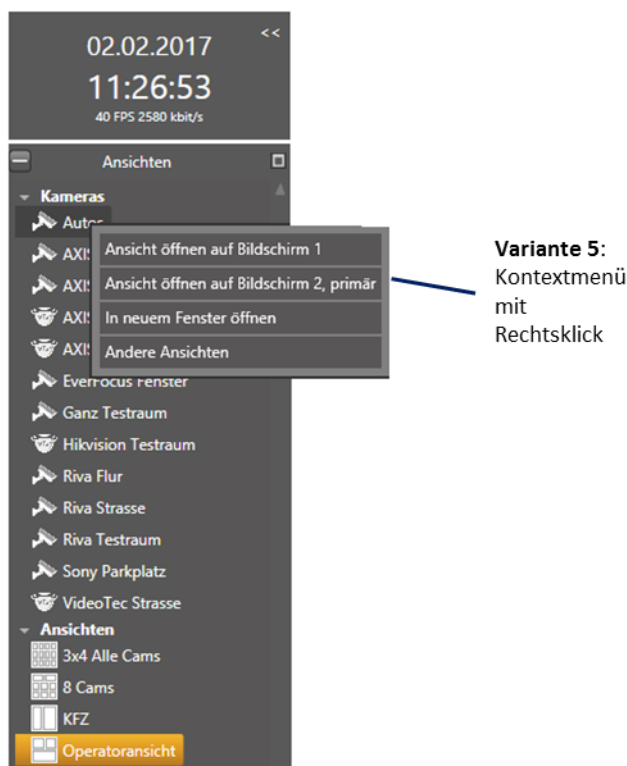 <<
02.02.2017
11:26:53
40 FPS 2580 kbit/s
Ansichten
Kameras
Autos
Ansicht öffnen auf Bildschirm 1
AXIS
Ansicht öffnen auf Bildschirm 2, primär
AXIS
In neuem Fenster öffnen
AXIS
Andere Ansichten
AXIS
EverFocus Fenster
Ganz Testraum
Hikvision Testraum
Riva Flur
Riva Strasse
Riva Testraum
Sony Parkplatz
VideoTec Strasse
Ansichten
3x4 Alle Cams
8 Cams
KFZ
Operatoransicht
Variante 5:
Kontextmenü
mit
Rechtsklick